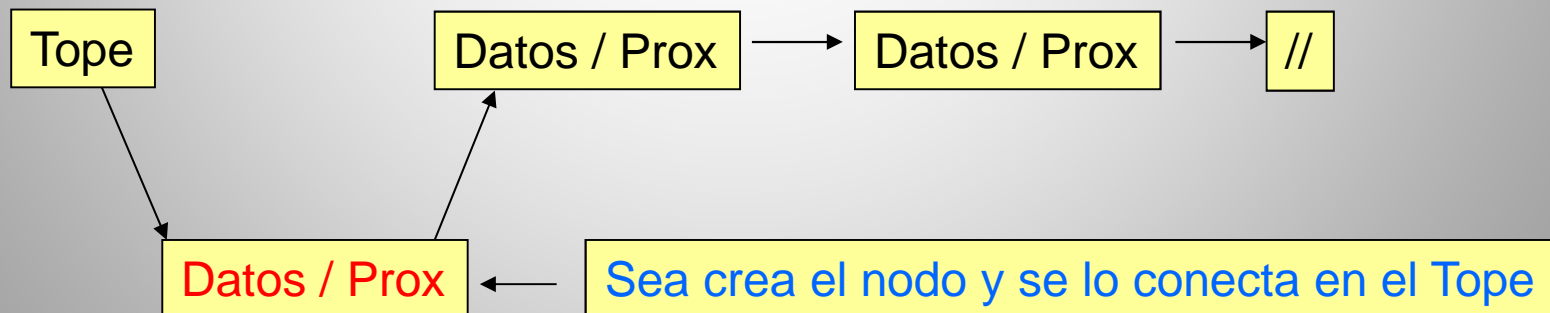 Tope
Datos / Prox
Datos / Prox
//
Datos / Prox
Sea crea el nodo y se lo conecta en el Tope